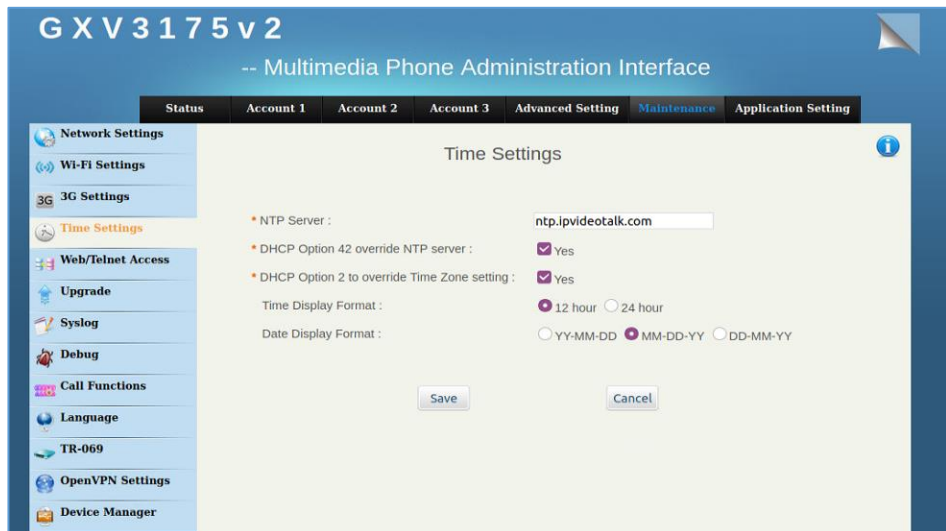 GXV3175v2
-- Multimedia Phone Administration Interface
Status Account 1 Account 2 Account 3 Advanced Setting Maintenance Application Setting
Network Settings
Wi-Fi Settings
3G 3G Settings
Time Settings
Web/Telnet Access
Upgrade
Syslog
Debug
Call Functions
Language
TR-069
OpenVPN Settings
Device Manager
Time Settings
* NTP Server : ntp.ipvideotalk.com
* DHCP Option 42 override NTP server : Yes
* DHCP Option 2 to override Time Zone setting : Yes
Time Display Format : 12 hour 24 hour
Date Display Format : YY-MM-DD MM-DD-YY DD-MM-YY
Save Cancel